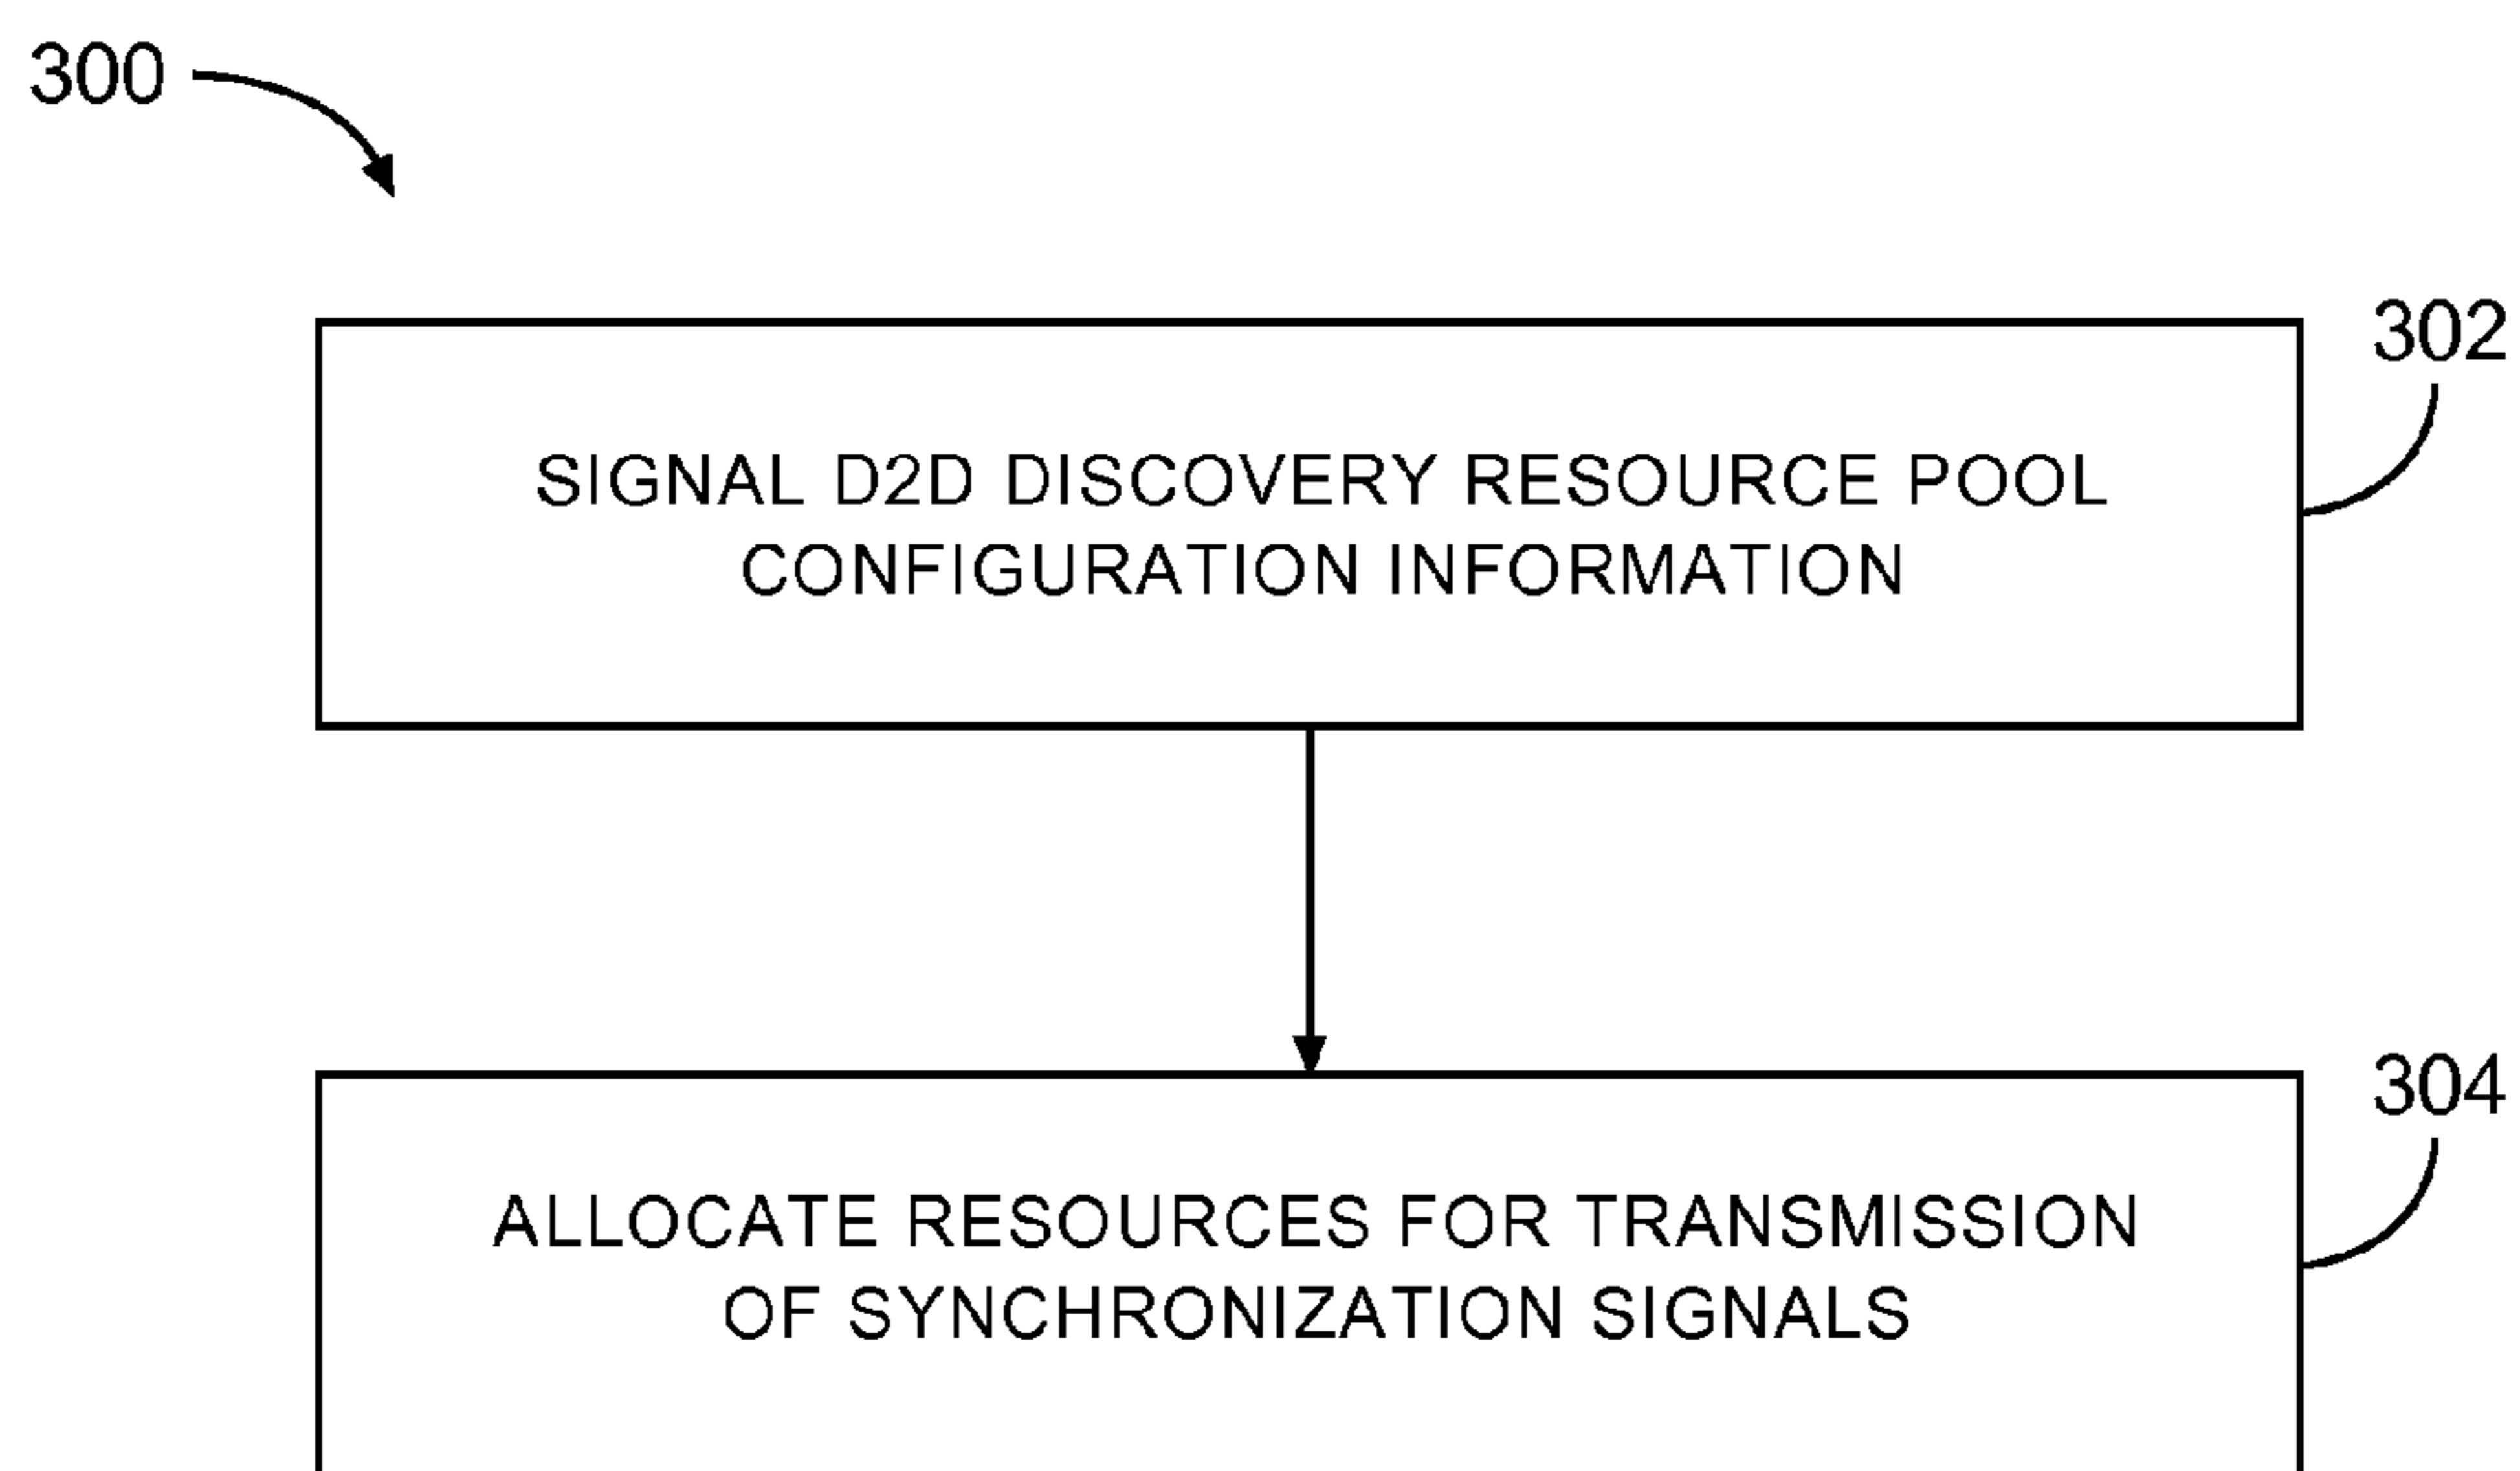 300
302
SIGNAL D2D DISCOVERY RESOURCE POOL
CONFIGURATION INFORMATION
304
ALLOCATE RESOURCES FOR TRANSMISSION
OF SYNCHRONIZATION SIGNALS